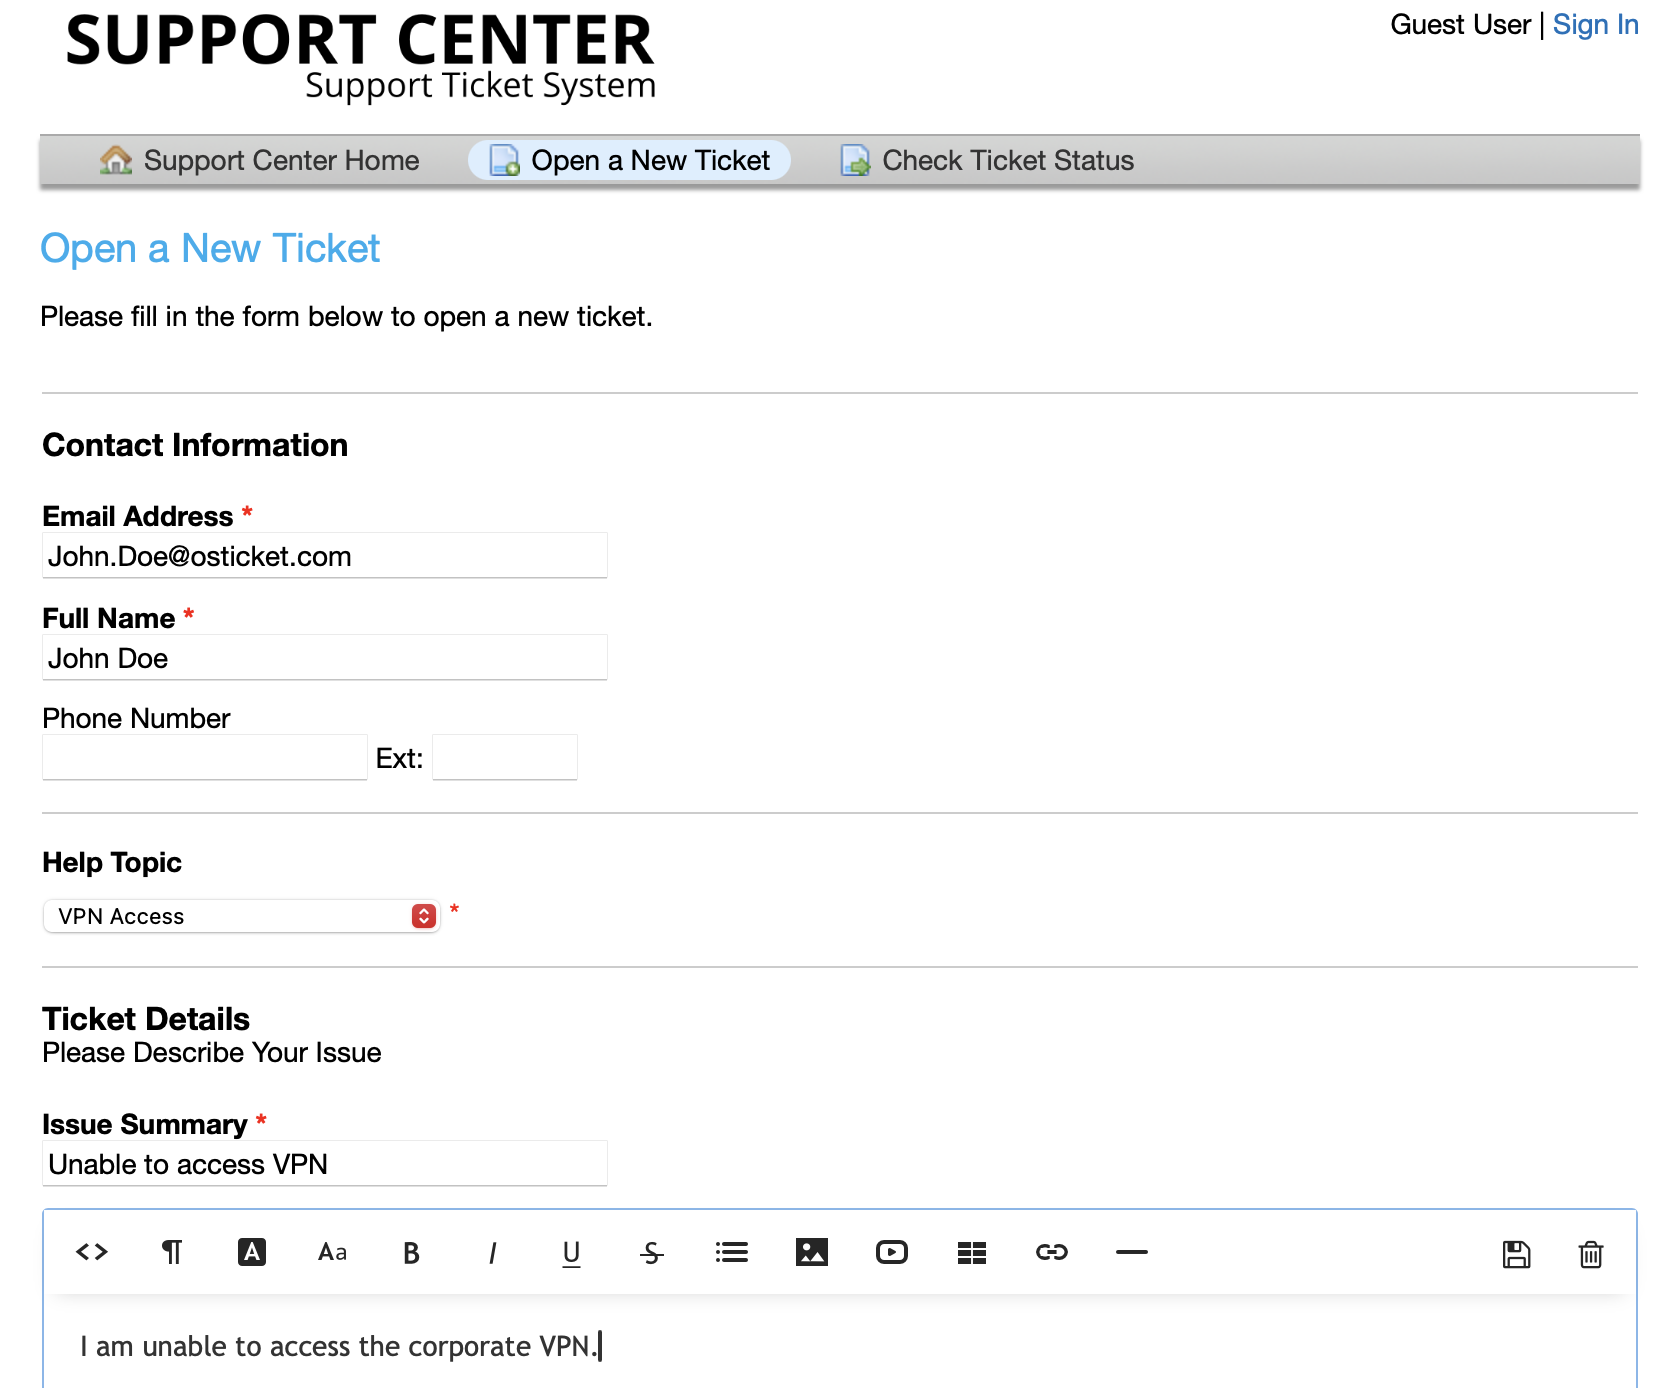 SUPPORT CENTER
Support Ticket System
Guest User | Sign In
Support Center Home Open a New Ticket Check Ticket Status
Open a New Ticket
Please fill in the form below to open a new ticket.
Contact Information
Email Address *
John.Doe@osticket.com
Full Name *
John Doe
Phone Number
Ext:
Help Topic
VPN Access *
Ticket Details
Please Describe Your Issue
Issue Summary *
Unable to access VPN
<> ¶ A Aa B I U S
I am unable to access the corporate VPN.